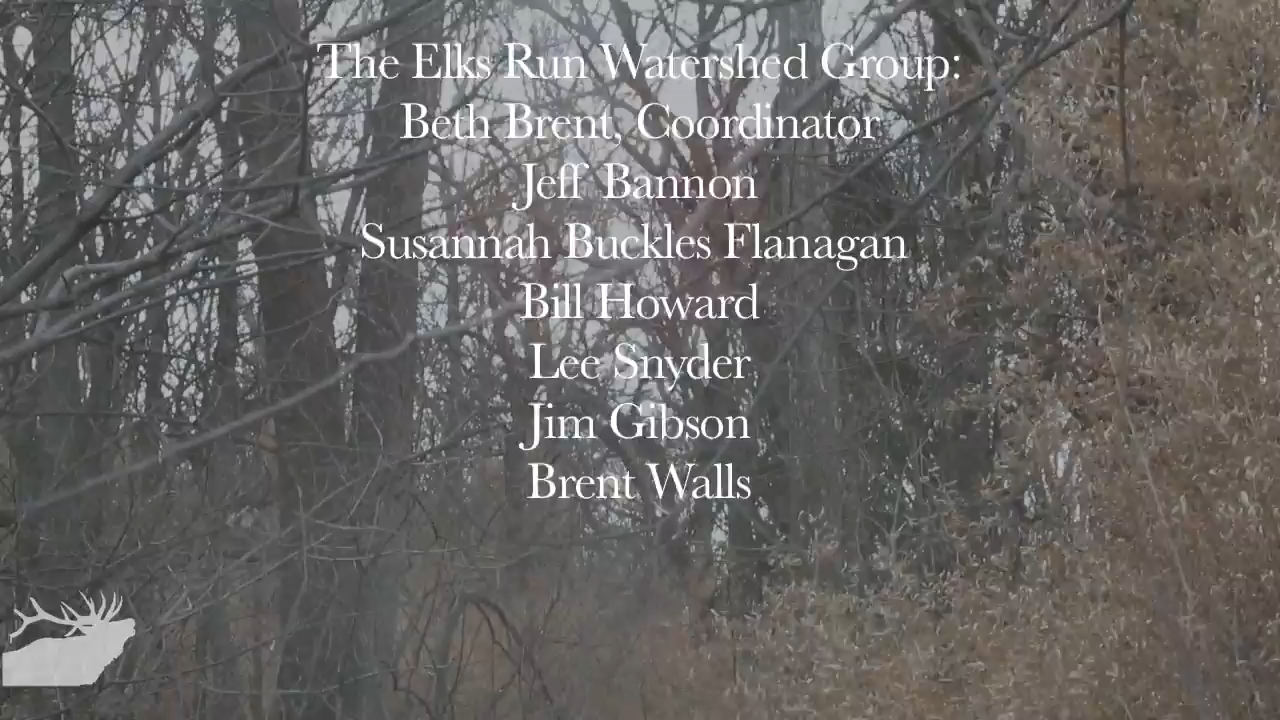 The Elks Run Watershed Group:
Beth Brent, Coordinator
Jeff Bannon
Susannah Buckles Flanagan
Bill Howard
Lee Snyder
Jim Gibson
Brent Walls